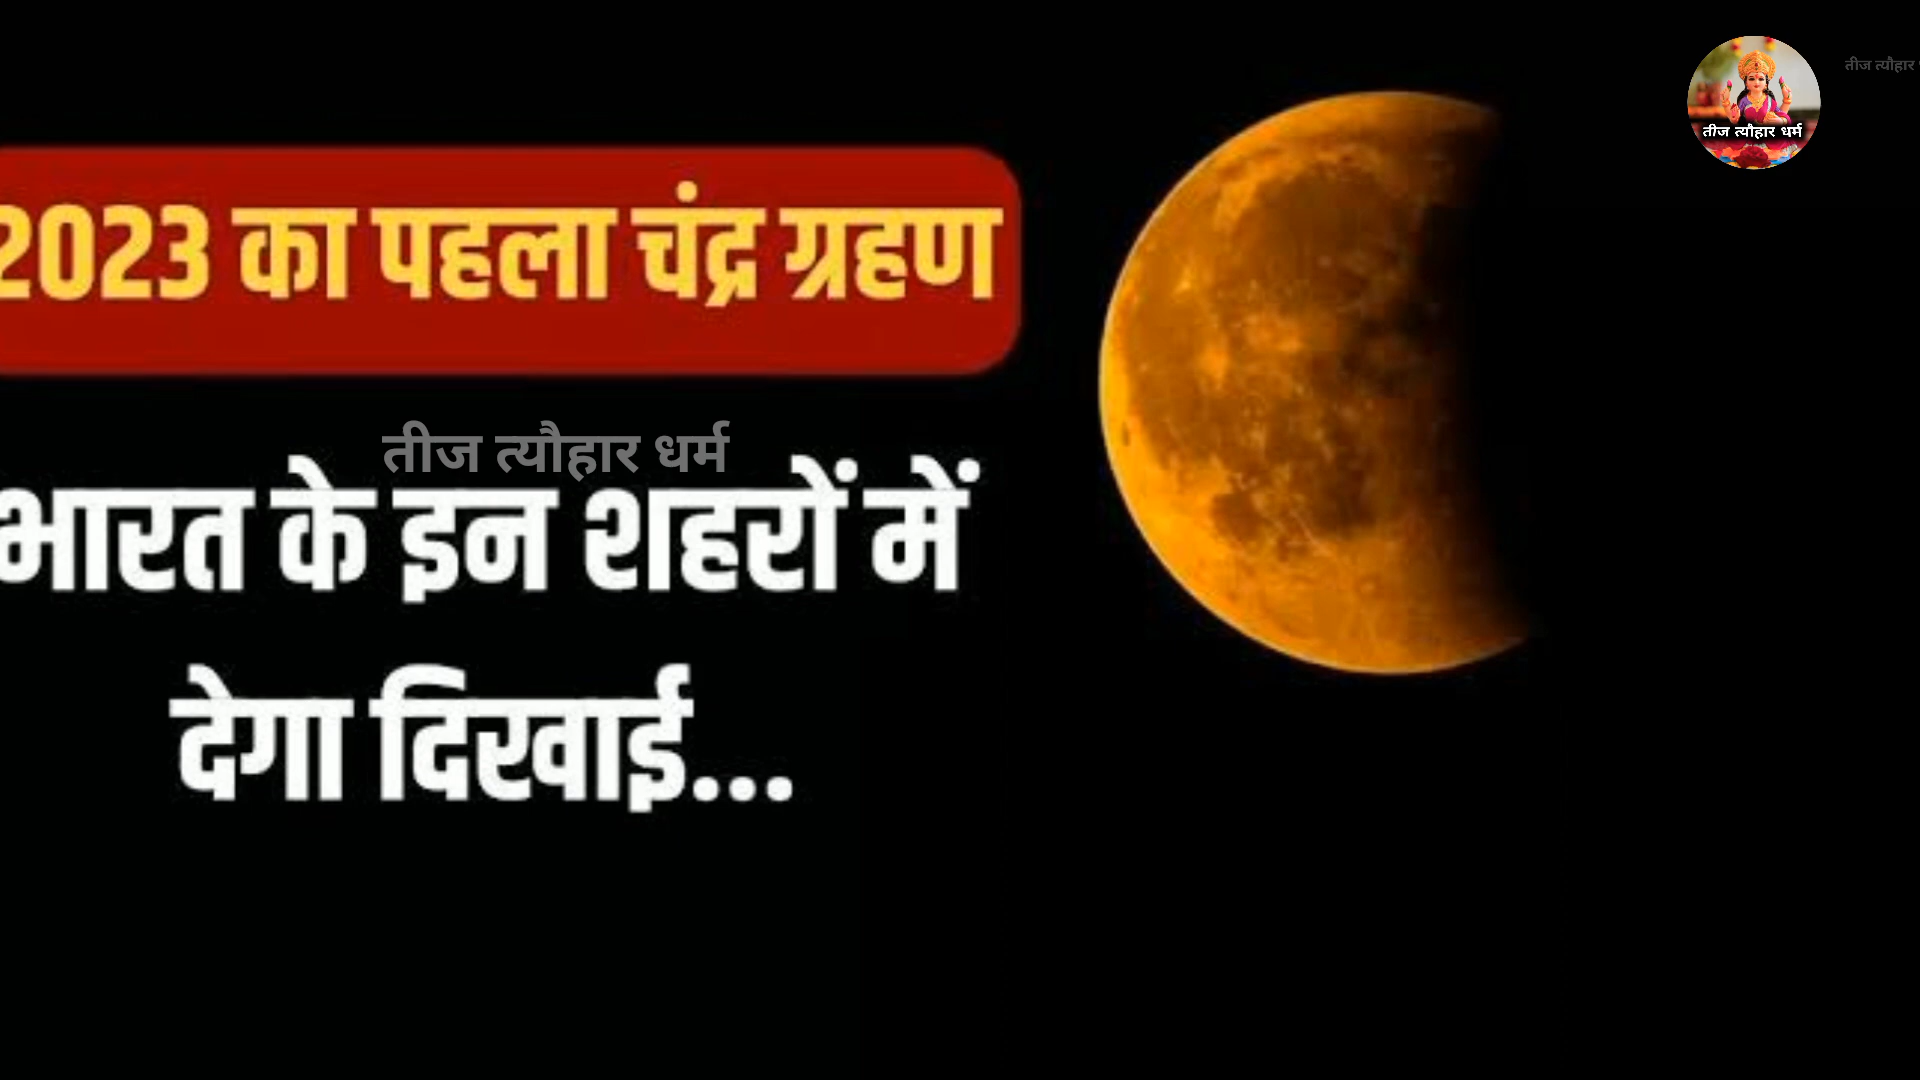 तीज त्यौहार
तीज त्यौहार धर्म
2023 का पहला चंद्र ग्रहण
तीज त्यौहार धर्म
भारत के इन शहरों में
देगा दिखाई...